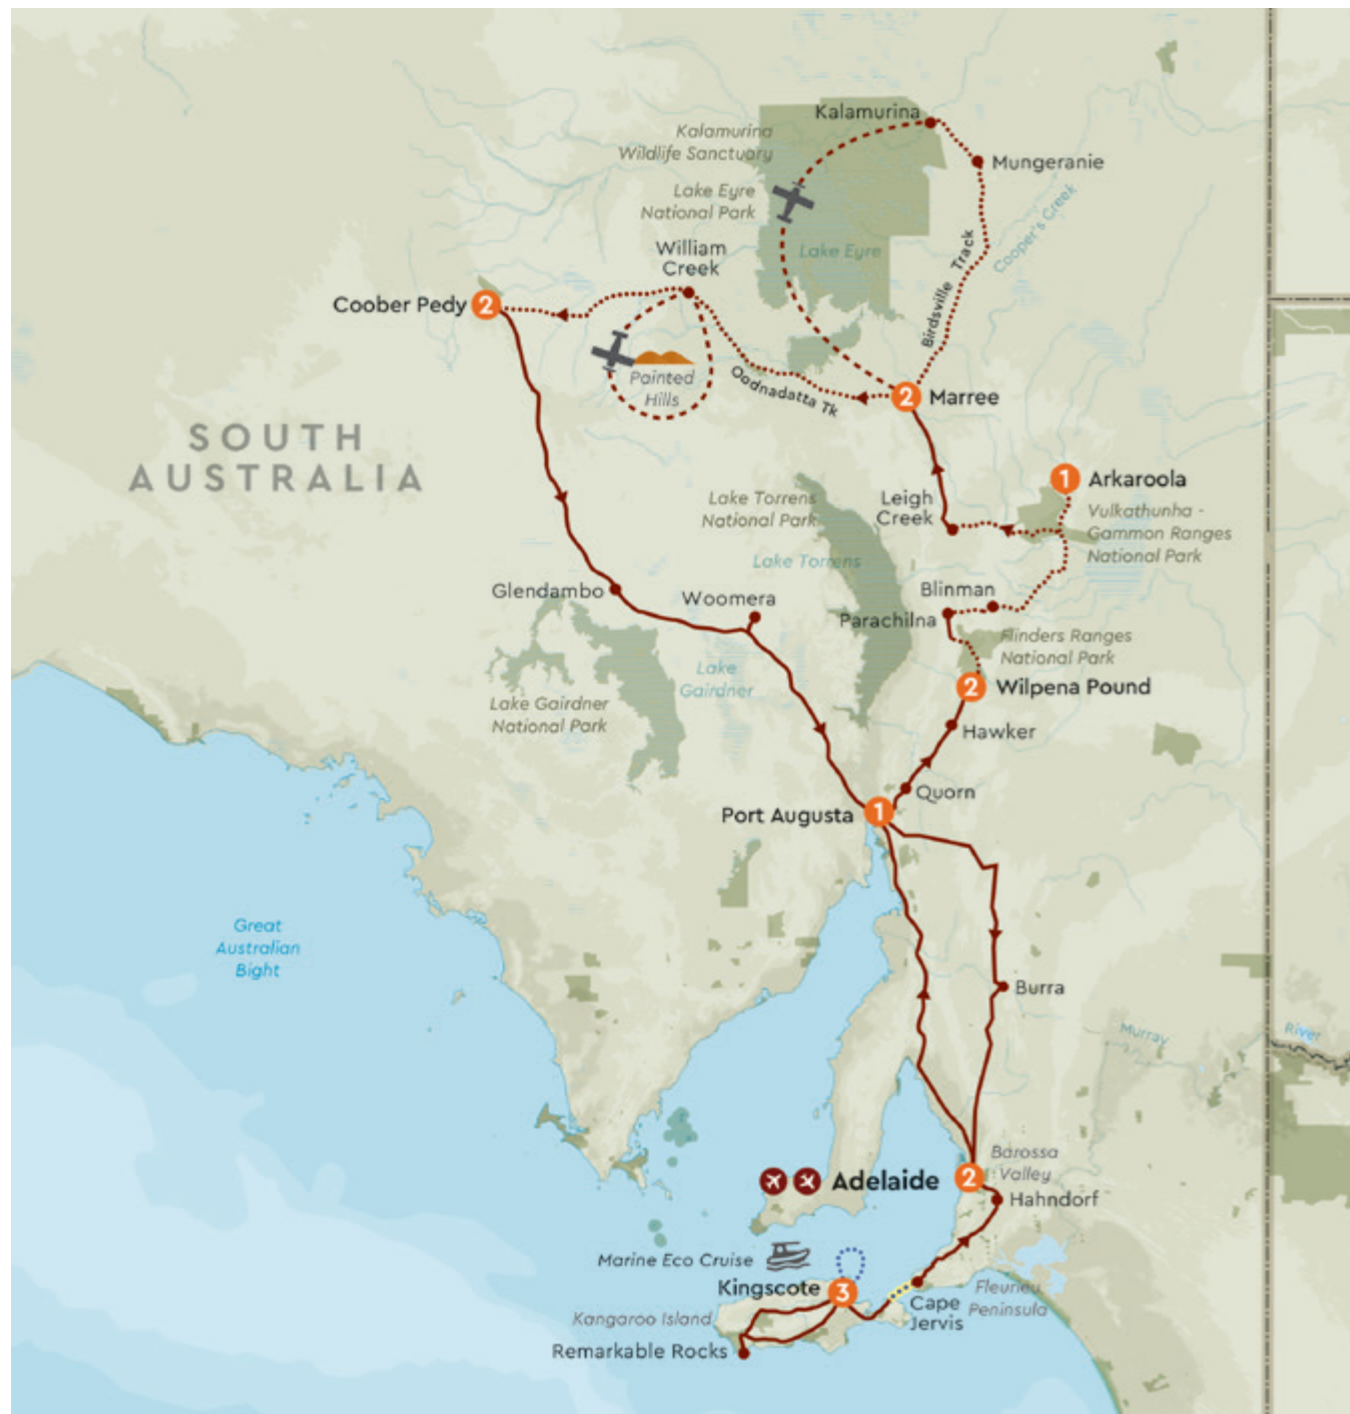 Kalamurina
Kalamurina
Wildlife Sanctuary
Mungeranie
Lake Eyre
National Park
Cooper's Creek
William
Creek
Lake Eyre
Birdsville Track
Coober Pedy
2
Painted
Hills
Oodnadatta Tk
2
Marree
SOUTH
AUSTRALIA
1
Arkaroola
Lake Torrens
National Park
Leigh
Creek
Vulkathunha -
Gammon Ranges
National Park
Lake Torrens
Glendambo
Woomera
Blinman
Parachilna
Flinders Ranges
National Park
Lake
Gairdner
2
Wilpena Pound
Lake Gairdner
National Park
Hawker
Quorn
Port Augusta
1
Great
Australian
Bight
Burra
Murray
River
Barossa
Valley
Adelaide
2
Hahndorf
Marine Eco Cruise
Kingscote
3
Cape
Jervis
Fleurieu
Peninsula
Kangaroo Island
Remarkable Rocks